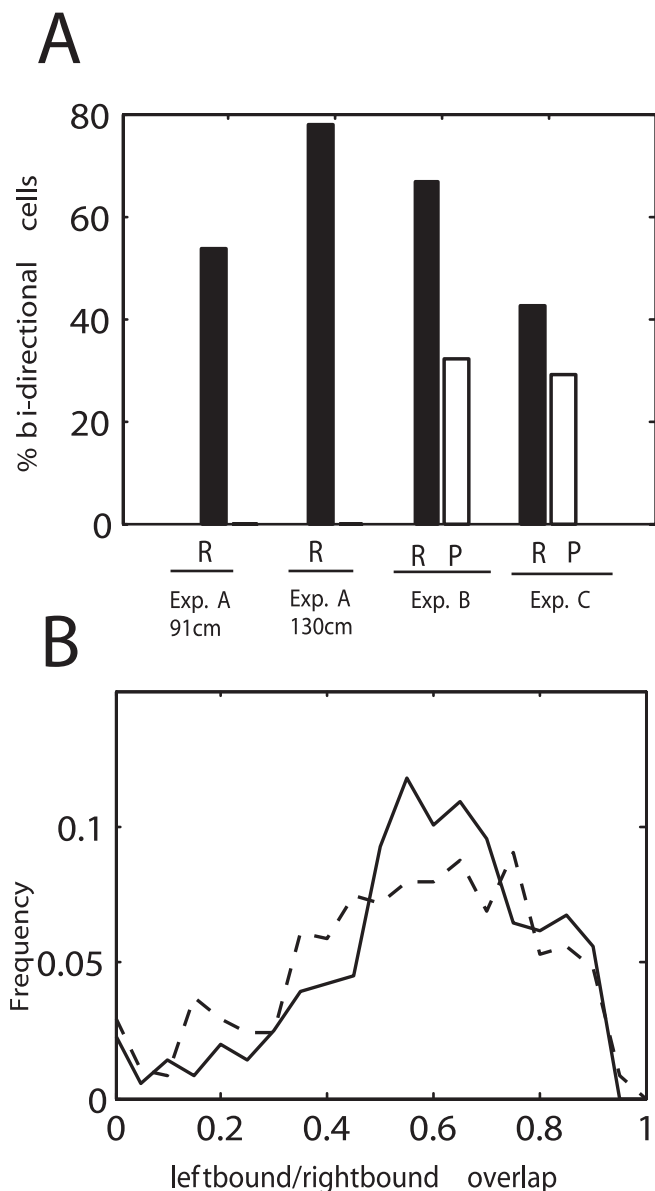 A
80
60
40
20
0
% bi-directional cells
R R R P R P
Exp. A Exp. A Exp. B Exp. C
91cm 130cm
B
0.1
0.05
0
Frequency
0 0.2 0.4 0.6 0.8 1
leftbound/rightbound overlap